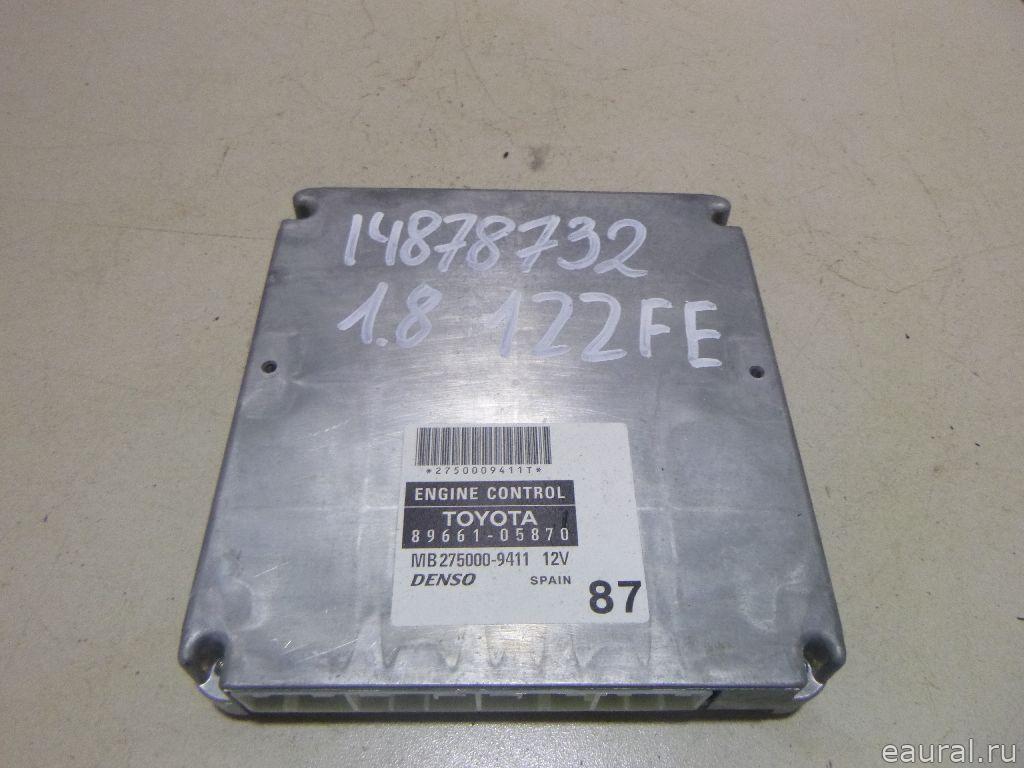 14878732
1.8 1ZZFE
*2750009411T*
ENGINE CONTROL
TOYOTA
89661-05870
MB275000-9411 12V
DENSO SPAIN
87
eaural.ru